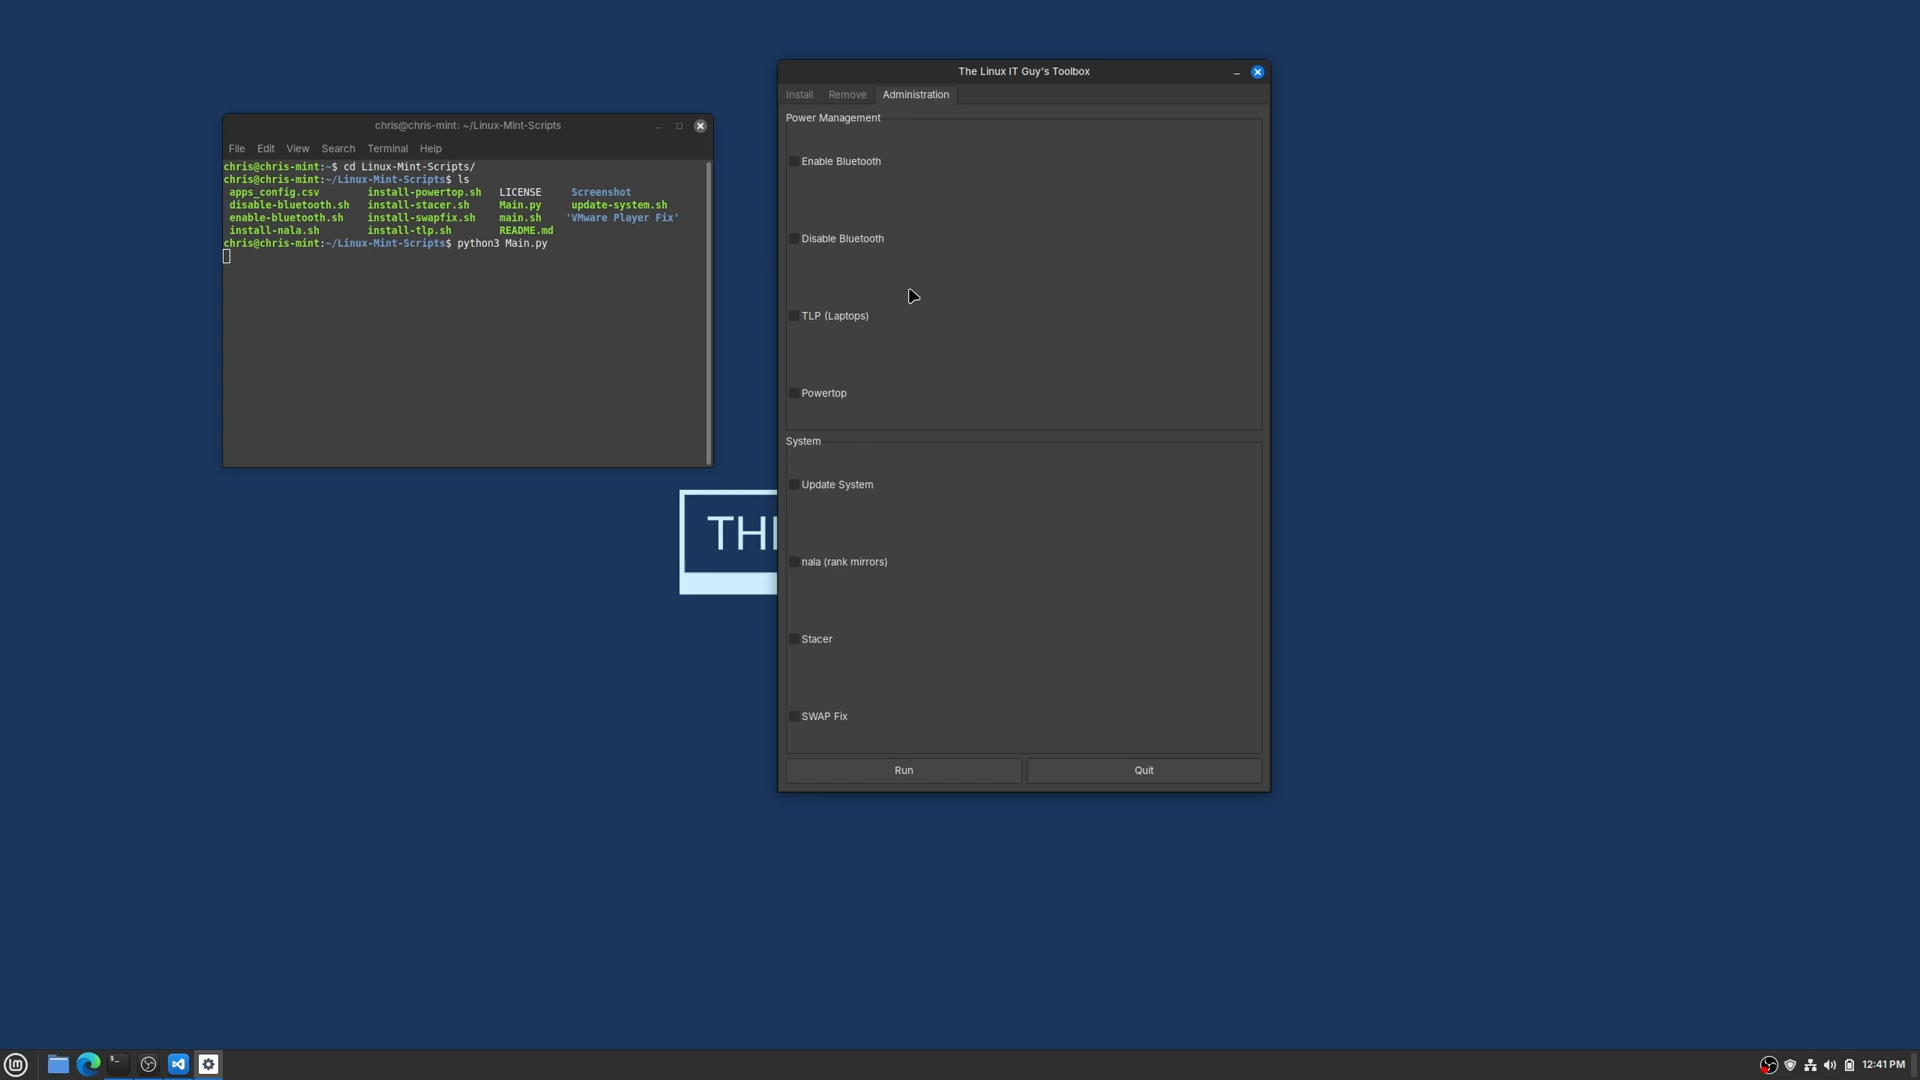 chris@chris-mint: ~/Linux-Mint-Scripts
File Edit View Search Terminal Help
chris@chris-mint:~$ cd Linux-Mint-Scripts/
chris@chris-mint:~/Linux-Mint-Scripts$ ls
apps_config.csv install-powertop.sh LICENSE Screenshot
disable-bluetooth.sh install-stacer.sh Main.py update-system.sh
enable-bluetooth.sh install-swapfix.sh main.sh 'VMware Player Fix'
install-nala.sh install-tlp.sh README.md
chris@chris-mint:~/Linux-Mint-Scripts$ python3 Main.py
THI
The Linux IT Guy's Toolbox
Install Remove Administration
Power Management
Enable Bluetooth
Disable Bluetooth
TLP (Laptops)
Powertop
System
Update System
nala (rank mirrors)
Stacer
SWAP Fix
Run Quit
12:41 PM